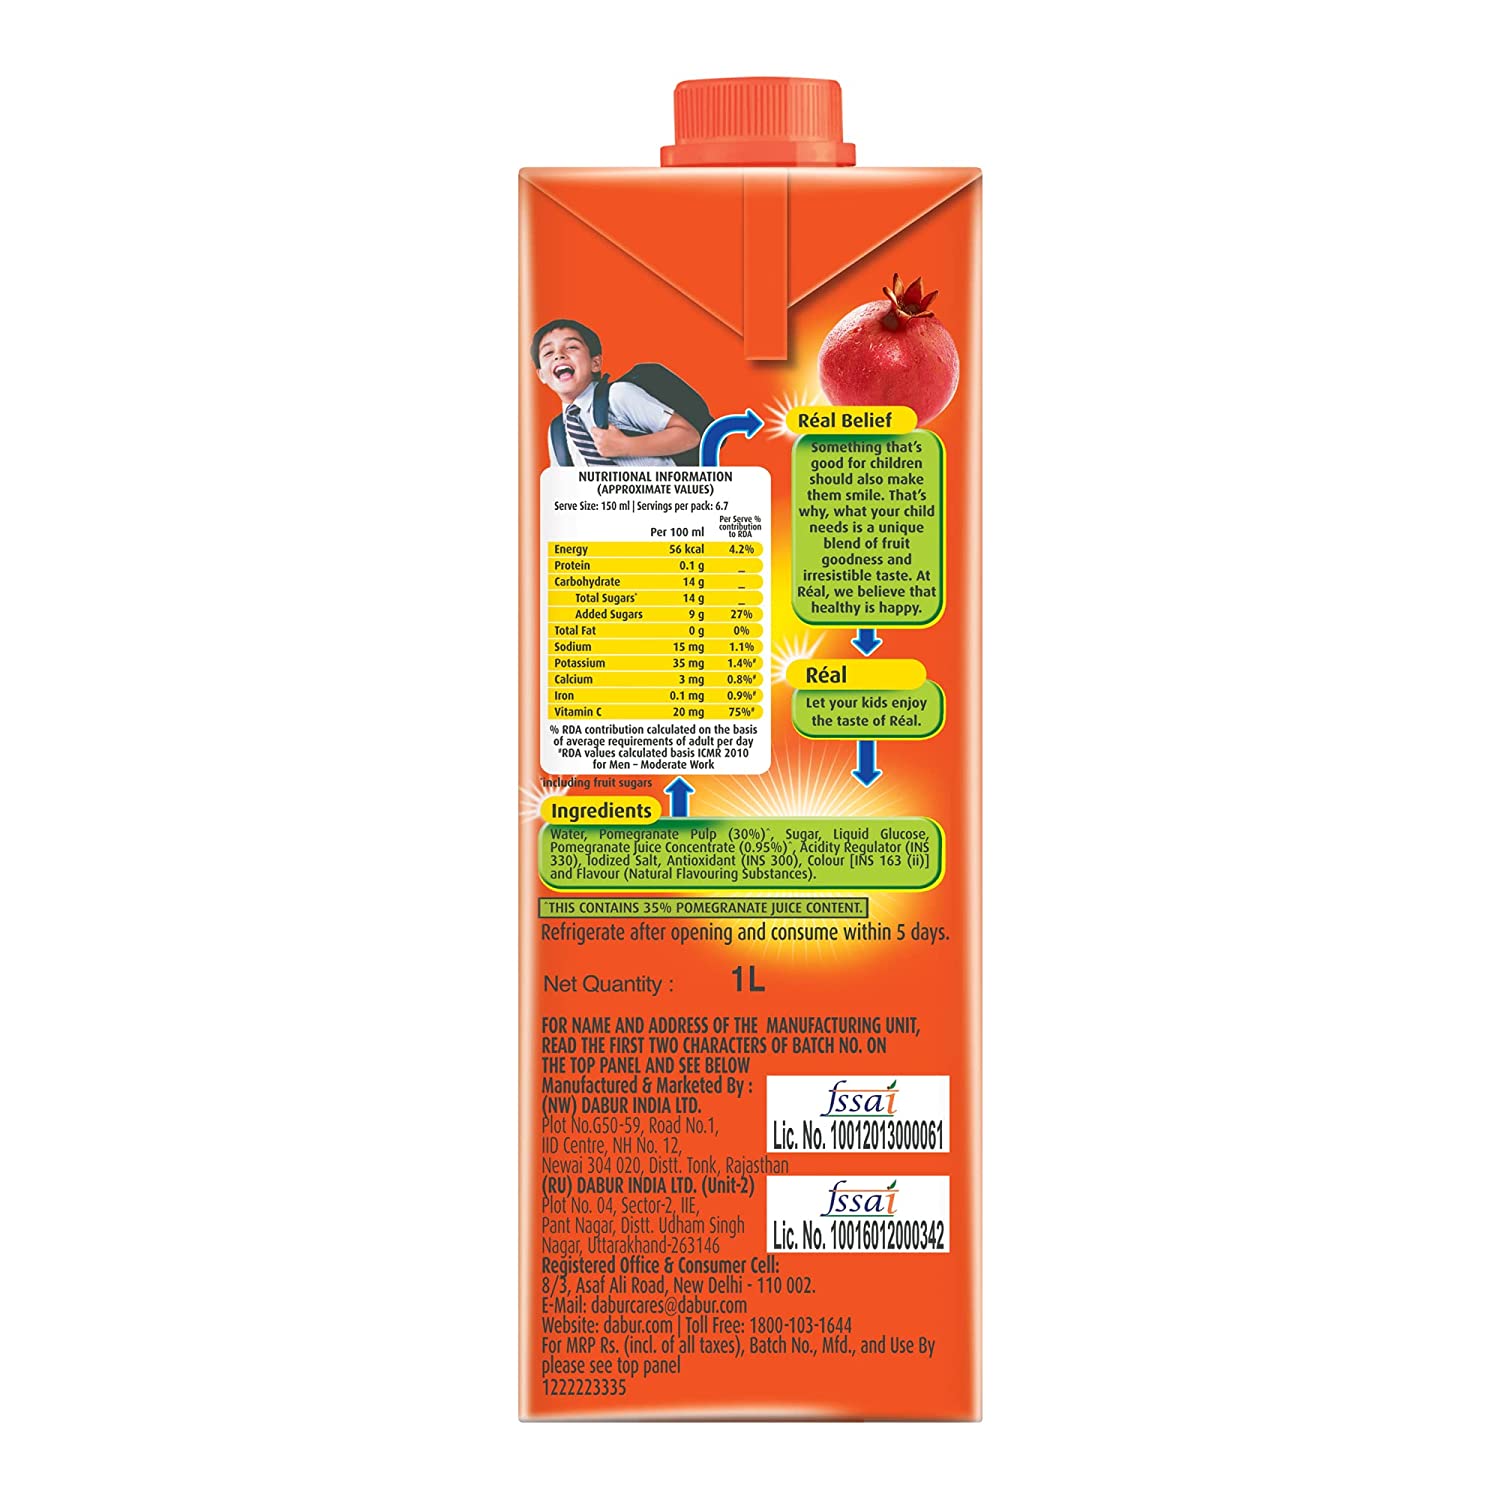 NUTRITIONAL INFORMATION
(APPROXIMATE VALUES)
Serve Size: 150 ml | Servings per pack: 6.7
Per 100 ml
Per Serve %
contribution
to RDA
Energy 56 kcal 4.2%
Protein 0.1 g _
Carbohydrate 14 g _
Total Sugars* 14 g _
Added Sugars 9 g 27%
Total Fat 0 g 0%
Sodium 15 mg 1.1%
Potassium 35 mg 1.4%#
Calcium 3 mg 0.8%#
Iron 0.1 mg 0.9%#
Vitamin C 20 mg 75%#
% RDA contribution calculated on the basis
of average requirements of adult per day
#RDA values calculated basis ICMR 2010
for Men – Moderate Work
*including fruit sugars
Réal Belief
Something that's
good for children
should also make
them smile. That's
why, what your child
needs is a unique
blend of fruit
goodness and
irresistible taste. At
Réal, we believe that
healthy is happy.
Réal
Let your kids enjoy
the taste of Réal.
Ingredients
Water, Pomegranate Pulp (30%)^, Sugar, Liquid Glucose,
Pomegranate Juice Concentrate (0.95%)^, Acidity Regulator (INS
330), Iodized Salt, Antioxidant (INS 300), Colour [INS 163 (ii)]
and Flavour (Natural Flavouring Substances).
^THIS CONTAINS 35% POMEGRANATE JUICE CONTENT.
Refrigerate after opening and consume within 5 days.
Net Quantity : 1L
FOR NAME AND ADDRESS OF THE MANUFACTURING UNIT,
READ THE FIRST TWO CHARACTERS OF BATCH NO. ON
THE TOP PANEL AND SEE BELOW
Manufactured & Marketed By :
(NW) DABUR INDIA LTD.
Plot No.G50-59, Road No.1,
IID Centre, NH No. 12,
Newai 304 020, Distt. Tonk, Rajasthan
(RU) DABUR INDIA LTD. (Unit-2)
Plot No. 04, Sector-2, IIE,
Pant Nagar, Distt. Udham Singh
Nagar, Uttarakhand-263146
fssai
Lic. No. 10012013000061
fssai
Lic. No. 10016012000342
Registered Office & Consumer Cell:
8/3, Asaf Ali Road, New Delhi - 110 002.
E-Mail: daburcares@dabur.com
Website: dabur.com | Toll Free: 1800-103-1644
For MRP Rs. (incl. of all taxes), Batch No., Mfd., and Use By
please see top panel
1222223335